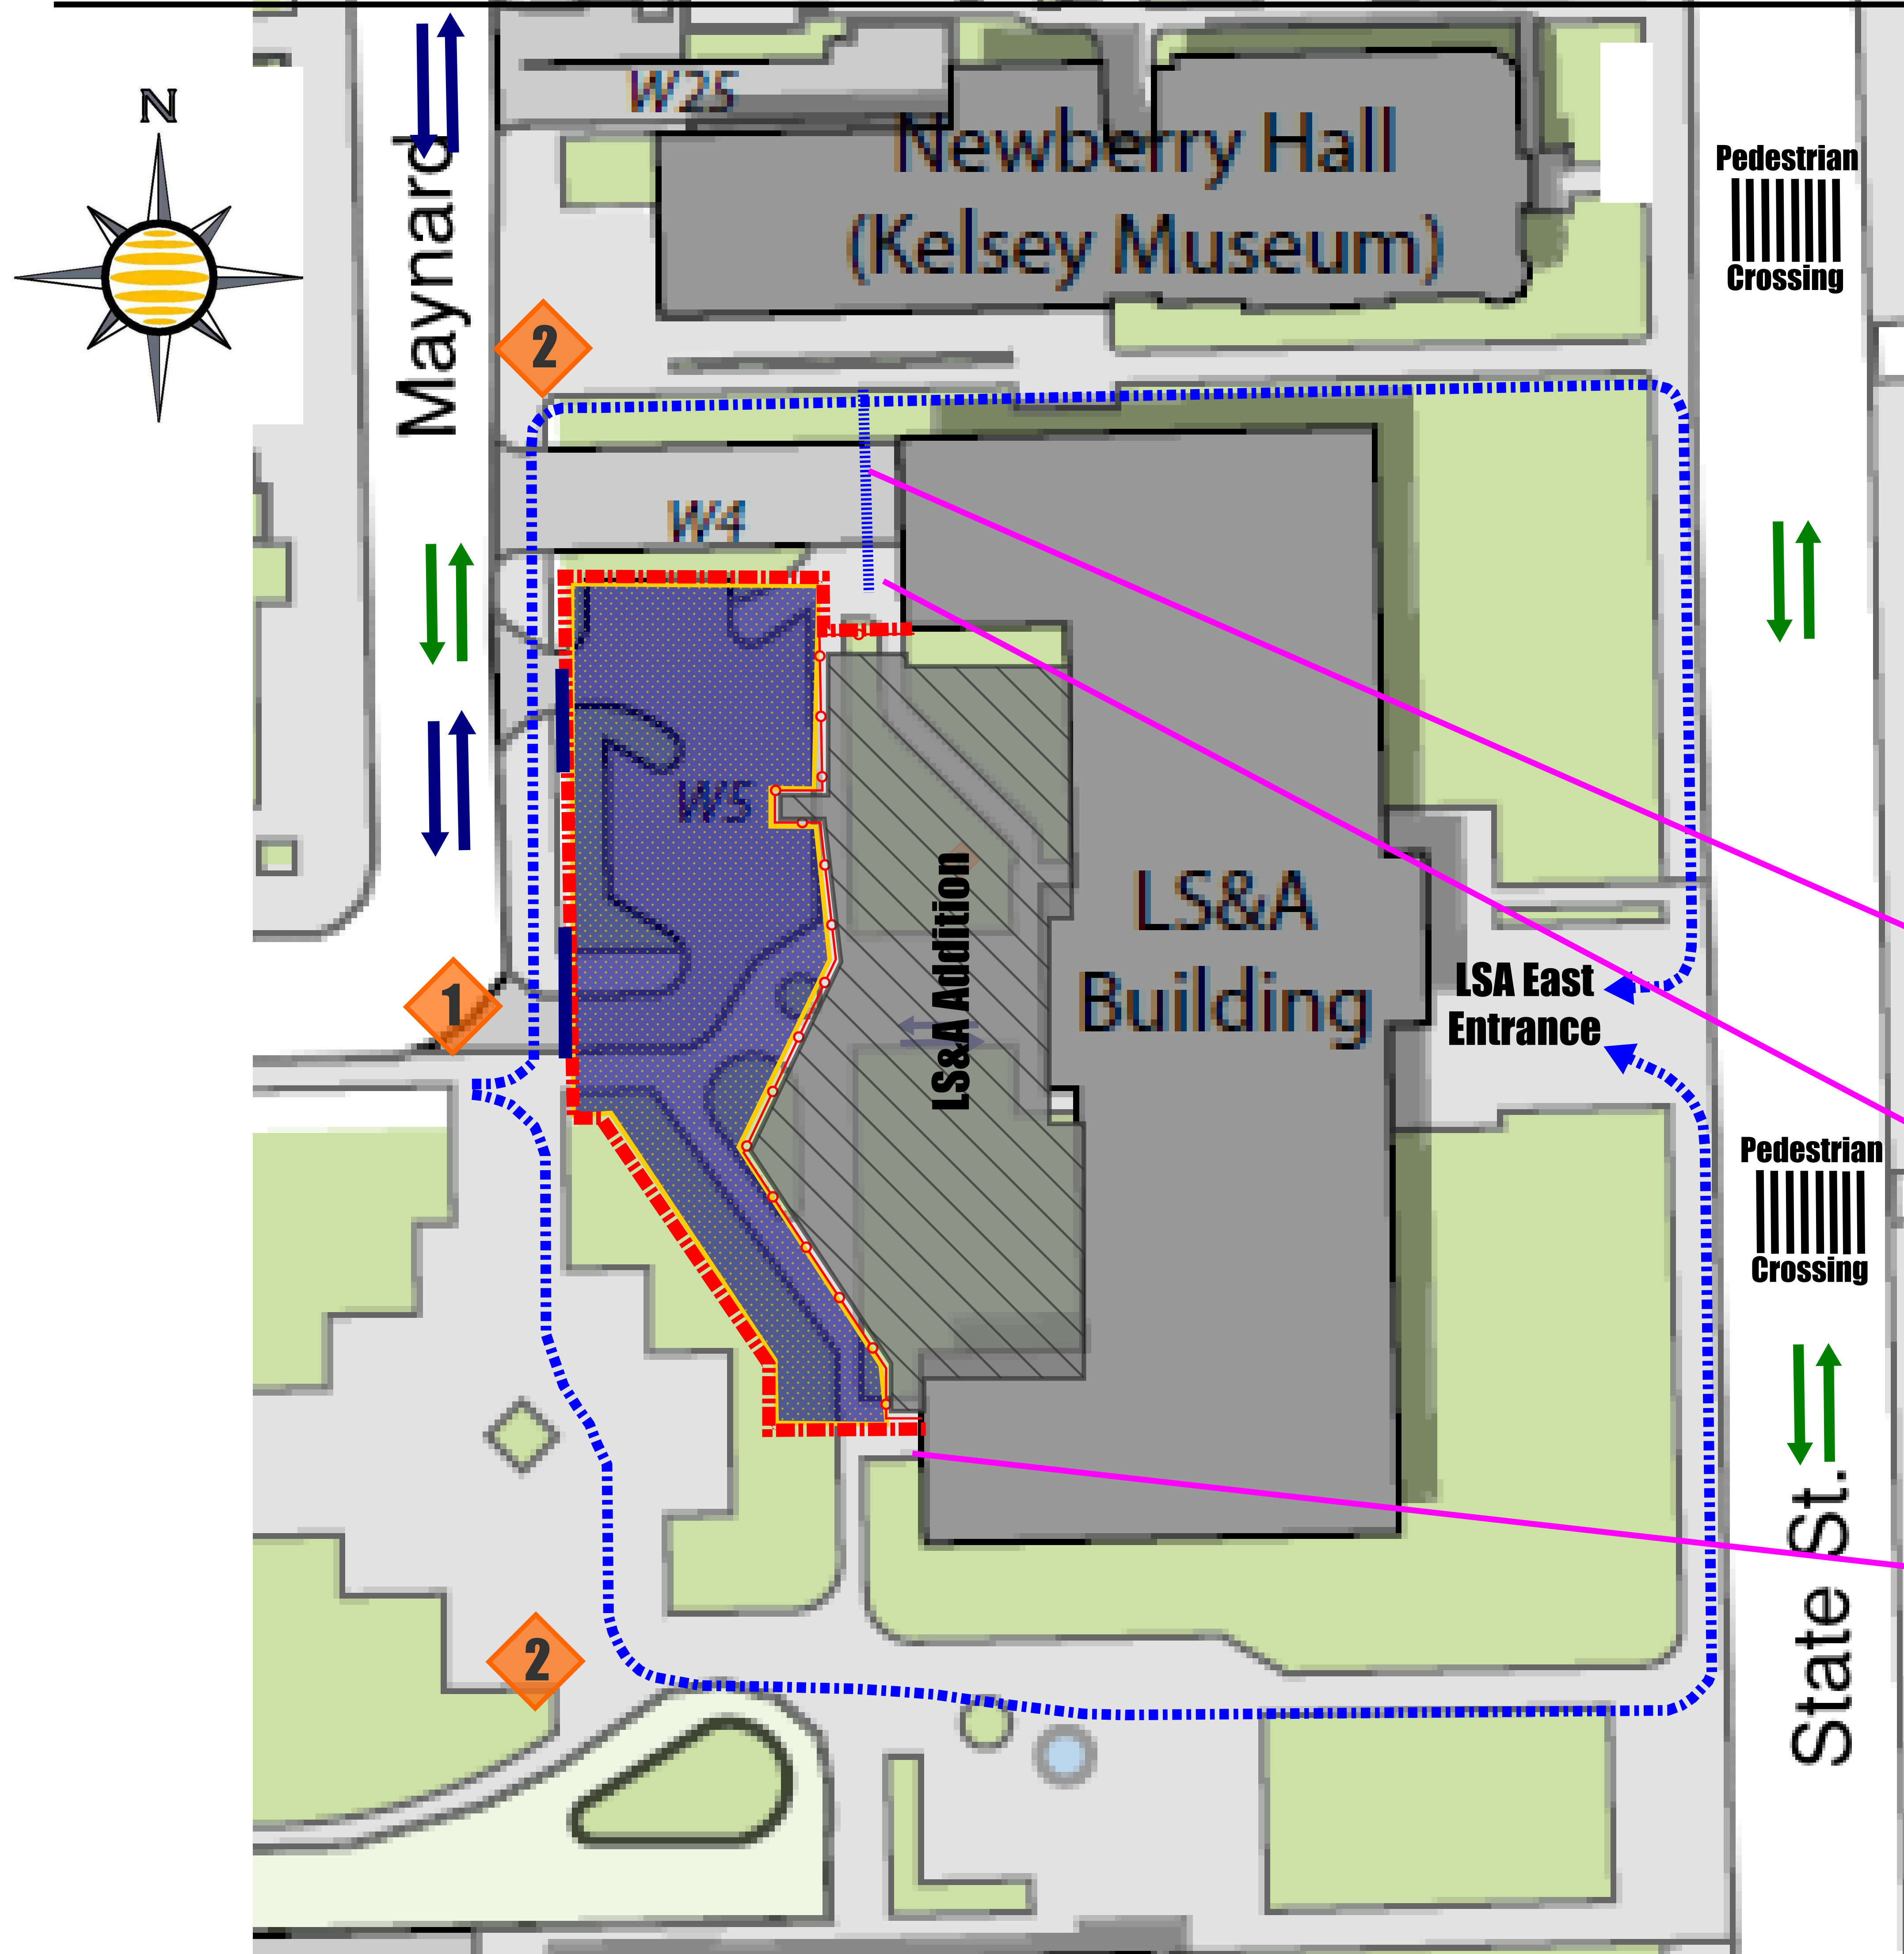 N
Maynard
W25
Newberry Hall
(Kelsey Museum)
Pedestrian
Crossing
2
W4
W5
LS&A Addition
LS&A
Building
LSA East
Entrance
1
Pedestrian
Crossing
2
State St.